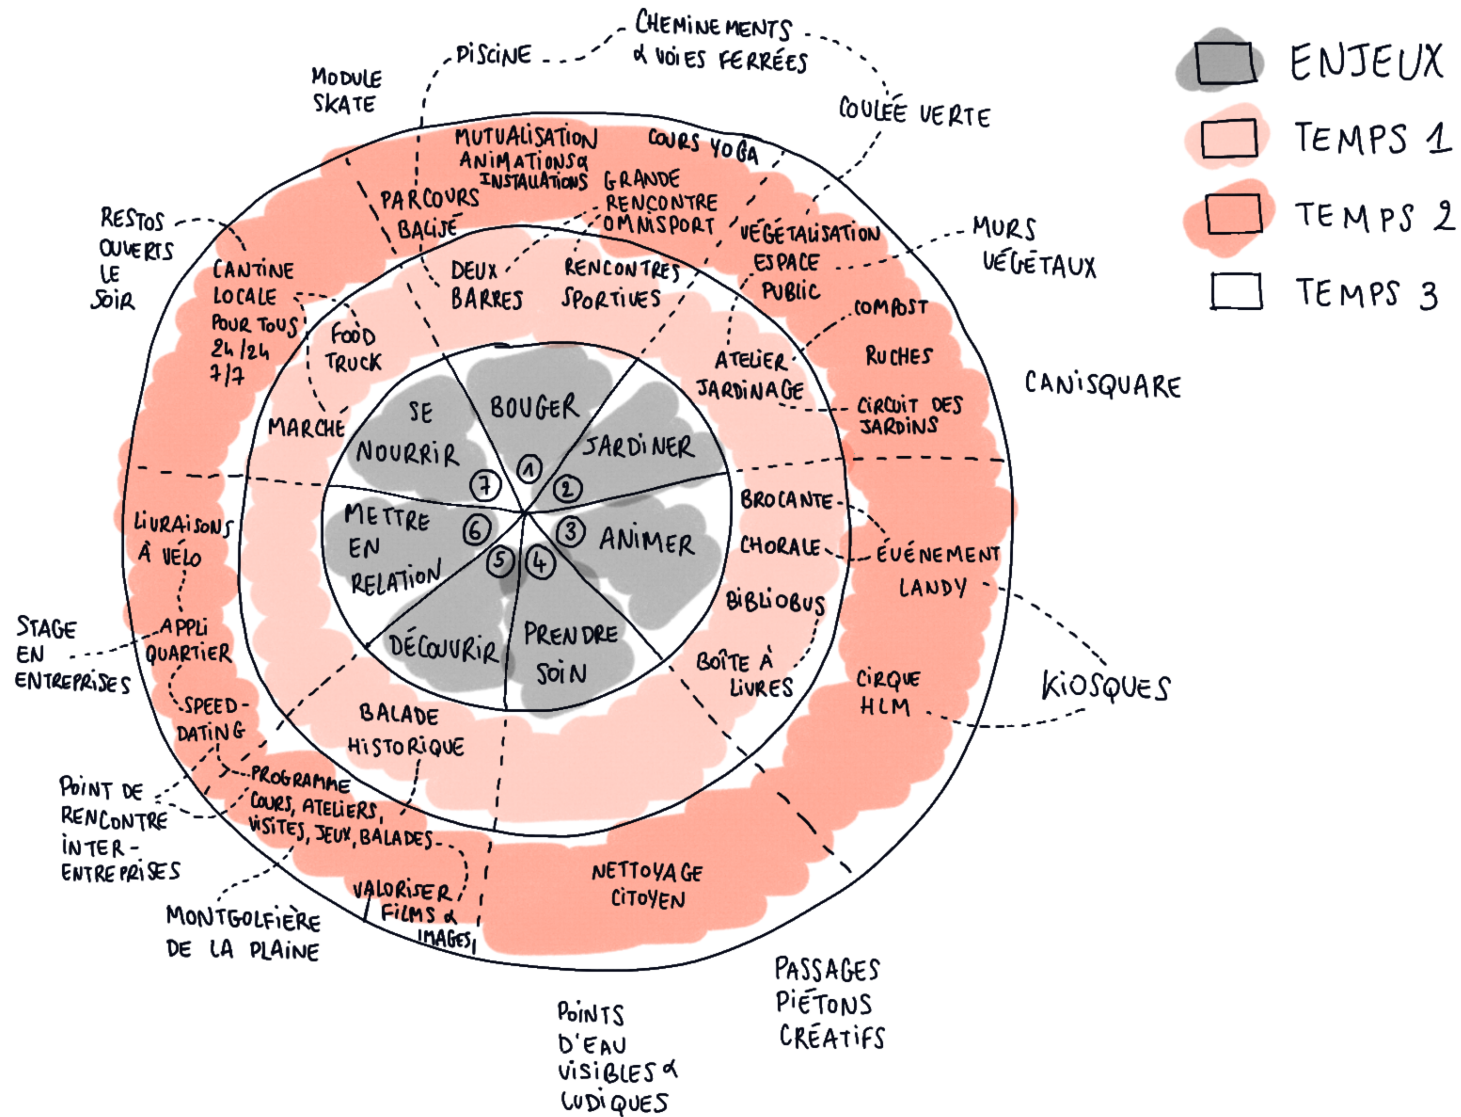 CHEMINEMENTS
& VOIES FERRÉES
PISCINE
MODULE
SKATE
COULÉE VERTE
MURS
VÉGÉTAUX
CANISQUARE
KIOSQUES
PASSAGES
PIÉTONS
CRÉATIFS
POINTS
D'EAU
VISIBLES &
LUDIQUES
MONTGOLFIÈRE
DE LA PLAINE
POINT DE
RENCONTRE
INTER-
ENTREPRISES
STAGE
EN
ENTREPRISES
RESTOS
OUVERTS
LE
SOIR
MUTUALISATION
ANIMATIONS &
INSTALLATIONS
COURS YOGA
PARCOURS
BALISÉ
GRANDE
RENCONTRE
OMNISPORT
VÉGÉTALISATION
ESPACE
PUBLIC
COMPOST
RUCHES
CIRCUIT DES
JARDINS
ÉVÉNEMENT
LANDY
CIRQUE
HLM
NETTOYAGE
CITOYEN
VALORISER
FILMS &
IMAGES
PROGRAMME
COURS, ATELIERS,
VISITES, JEUX, BALADES
SPEED-
DATING
APPLI
QUARTIER
LIVRAISONS
À VÉLO
CANTINE
LOCALE
POUR TOUS
24/24
7/7
DEUX
BARRES
RENCONTRES
SPORTIVES
ATELIER
JARDINAGE
BROCANTE
CHORALE
BIBLIOBUS
BOÎTE À
LIVRES
BALADE
HISTORIQUE
MARCHÉ
FOOD
TRUCK
BOUGER
1
JARDINER
2
ANIMER
3
PRENDRE
SOIN
4
DÉCOUVRIR
5
METTRE
EN
RELATION
6
SE
NOURRIR
7
ENJEUX
TEMPS 1
TEMPS 2
TEMPS 3